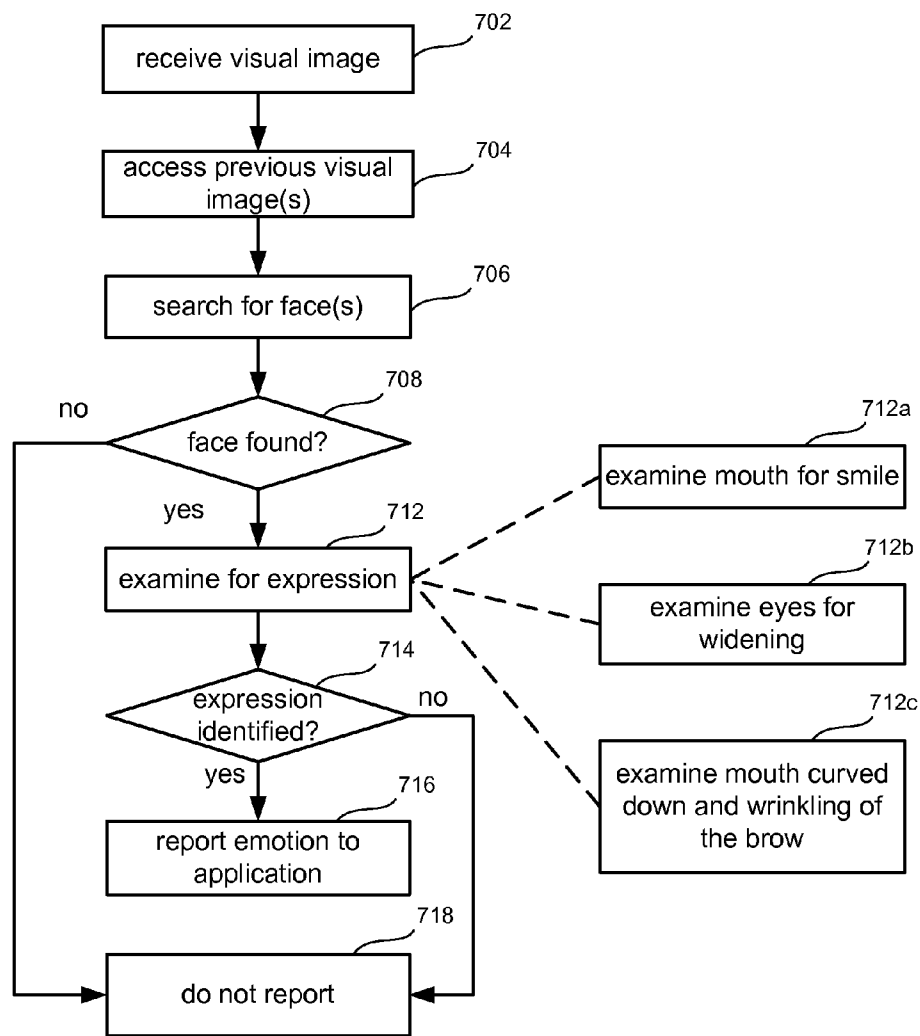 702
receive visual image
704
access previous visual
image(s)
706
search for face(s)
708
no
face found?
yes
712
examine for expression
712a
examine mouth for smile
712b
examine eyes for
widening
712c
examine mouth curved
down and wrinkling of
the brow
714
expression
identified?
no
yes
716
report emotion to
application
718
do not report